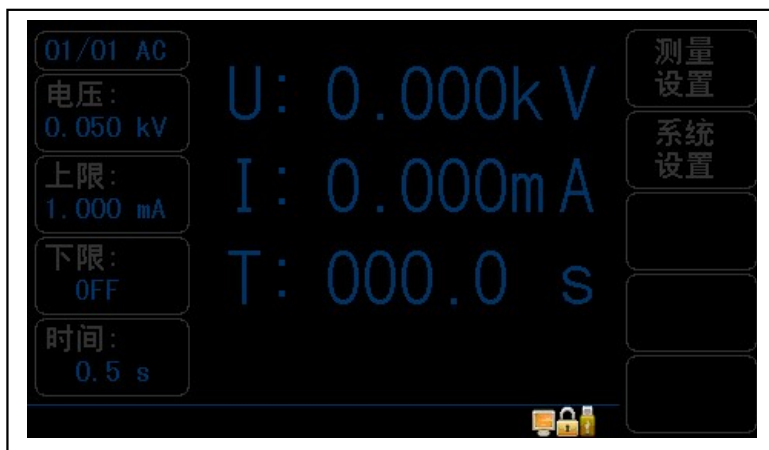 01/01 AC
电压:
0.050 kV
上限:
1.000 mA
下限:
OFF
时间:
0.5 s
U: 0.000kV
I: 0.000mA
T: 000.0 s
测量
设置
系统
设置